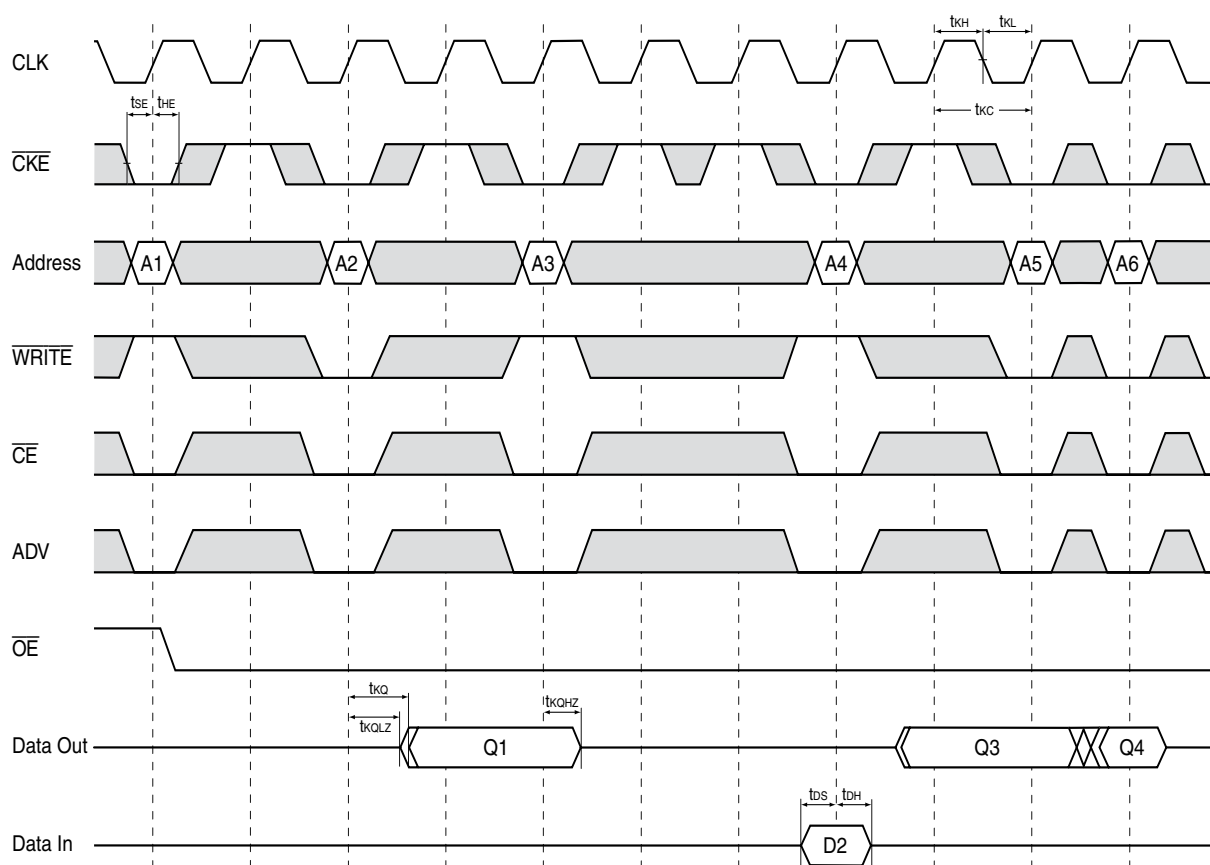 tKH tKL
CLK
tSE tHE
tKC
CKE
Address A1 A2 A3 A4 A5 A6
WRITE
CE
ADV
OE
tKQ
tKQHZ
tKQLZ
Data Out Q1 Q3 Q4
tDS tDH
Data In D2